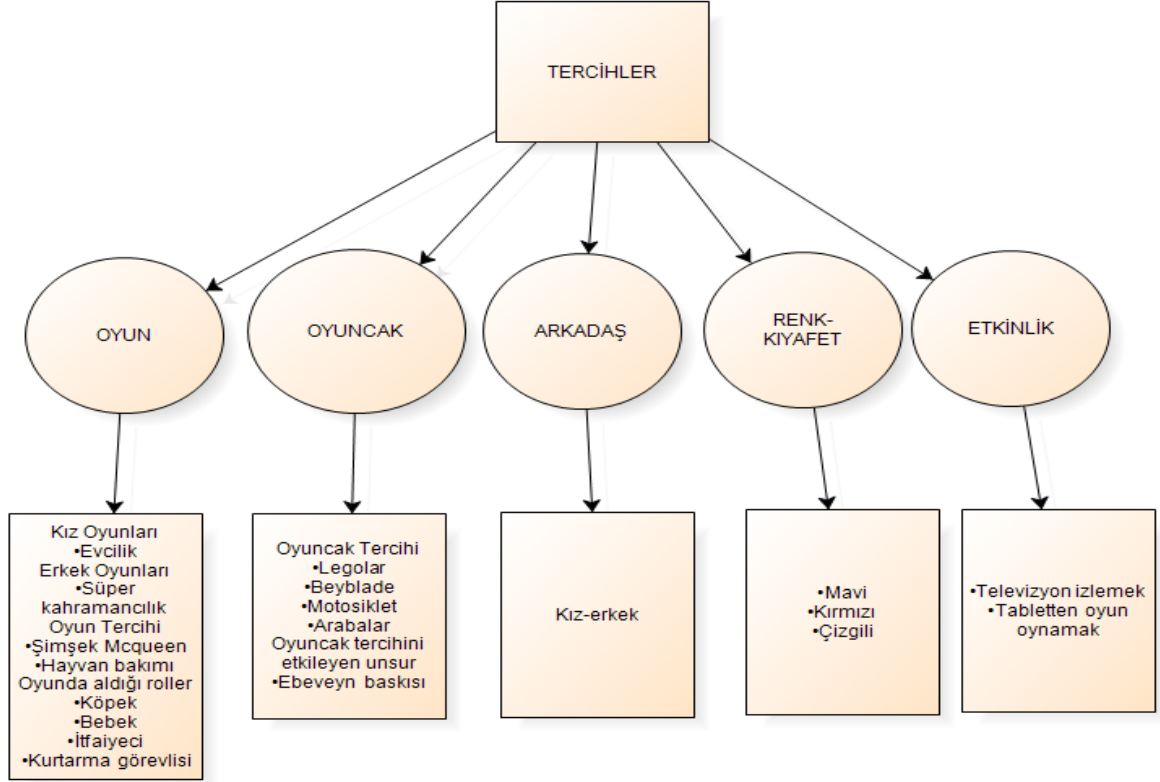 TERCİHLER
OYUN
OYUNCAK
ARKADAŞ
RENK-
KIYAFET
ETKİNLİK
Kız Oyunları
•Evcilik
Erkek Oyunları
•Süper
kahramancılık
Oyun Tercihi
•Şimşek Mcqueen
•Hayvan bakımı
Oyunda aldığı roller
•Köpek
•Bebek
•İtfaiyeci
•Kurtarma görevlisi
Oyuncak Tercihi
•Legolar
•Beyblade
•Motosiklet
•Arabalar
Oyuncak tercihini
etkileyen unsur
•Ebeveyn baskısı
Kız-erkek
•Mavi
•Kırmızı
•Çizgili
•Televizyon izlemek
•Tabletten oyun
oynamak